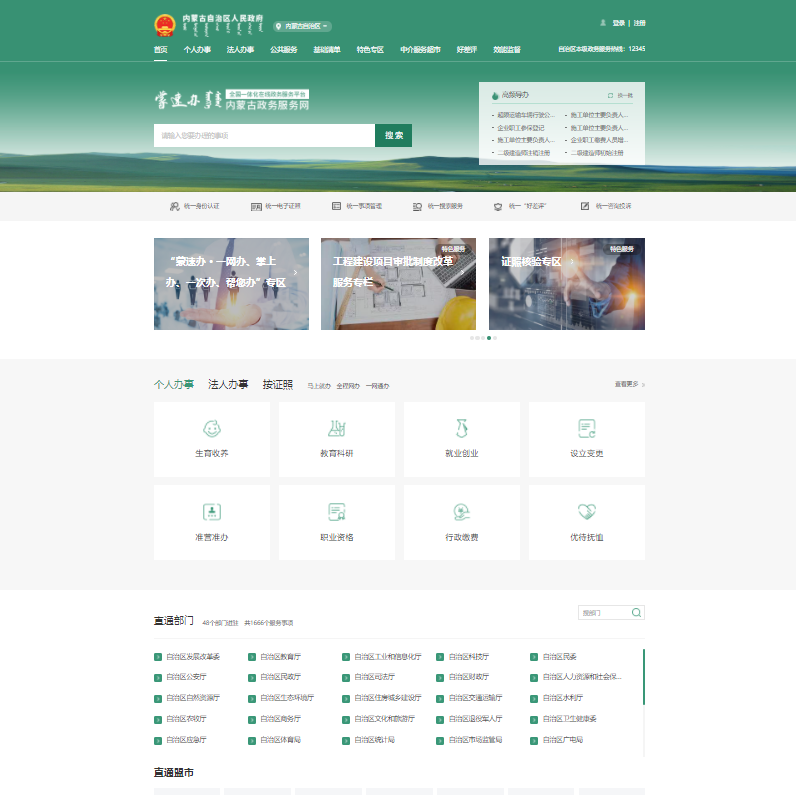 内蒙古自治区人民政府
内蒙古自治区
登录 | 注册
首页 个人办事 法人办事 公共服务 基础清单 特色专区 中介服务超市 好差评 效能监督 自治区本级政务服务热线：12345
蒙速办
全国一体化在线政务服务平台
内蒙古政务服务网
请输入您要办理的事项 搜 索
高频导办 换一换
超限运输车辆行驶公... 施工单位主要负责人...
企业职工参保登记 施工单位主要负责人...
施工单位主要负责人... 企业职工缴费人员增...
二级建造师注销注册 二级建造师初始注册
统一身份认证 统一电子证照 统一事项管理 统一搜索服务 统一“好差评” 统一咨询投诉
“蒙速办·一网办、掌上办、一次办、帮您办”专区
特色服务
工程建设项目审批制度改革
服务专栏
特色服务
证照核验专区
个人办事 法人办事 按证照 马上就办 全程网办 一网通办 查看更多
生育收养 教育科研 就业创业 设立变更
准营准办 职业资格 行政缴费 优待抚恤
直通部门 48个部门进驻 共1666个服务事项 搜部门
自治区发展改革委 自治区教育厅 自治区工业和信息化厅 自治区科技厅 自治区民委
自治区公安厅 自治区民政厅 自治区司法厅 自治区财政厅 自治区人力资源和社会保...
自治区自然资源厅 自治区生态环境厅 自治区住房城乡建设厅 自治区交通运输厅 自治区水利厅
自治区农牧厅 自治区商务厅 自治区文化和旅游厅 自治区退役军人厅 自治区卫生健康委
自治区应急厅 自治区体育局 自治区统计局 自治区市场监管局 自治区广电局
直通盟市